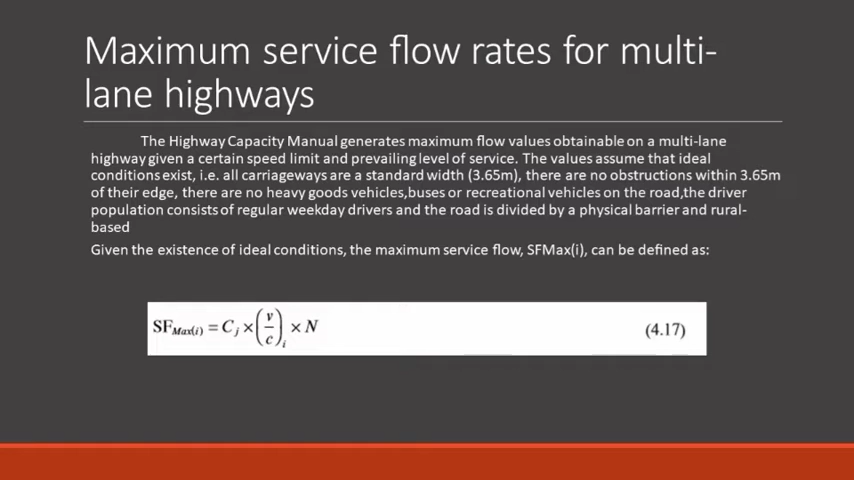 Maximum service flow rates for multi-
lane highways
The Highway Capacity Manual generates maximum flow values obtainable on a multi-lane
highway given a certain speed limit and prevailing level of service. The values assume that ideal
conditions exist, i.e. all carriageways are a standard width (3.65m), there are no obstructions within 3.65m
of their edge, there are no heavy goods vehicles,buses or recreational vehicles on the road,the driver
population consists of regular weekday drivers and the road is divided by a physical barrier and rural-
based
Given the existence of ideal conditions, the maximum service flow, SFMax(i), can be defined as:
SF_Max(i) = C_j × (v/c)_i × N (4.17)